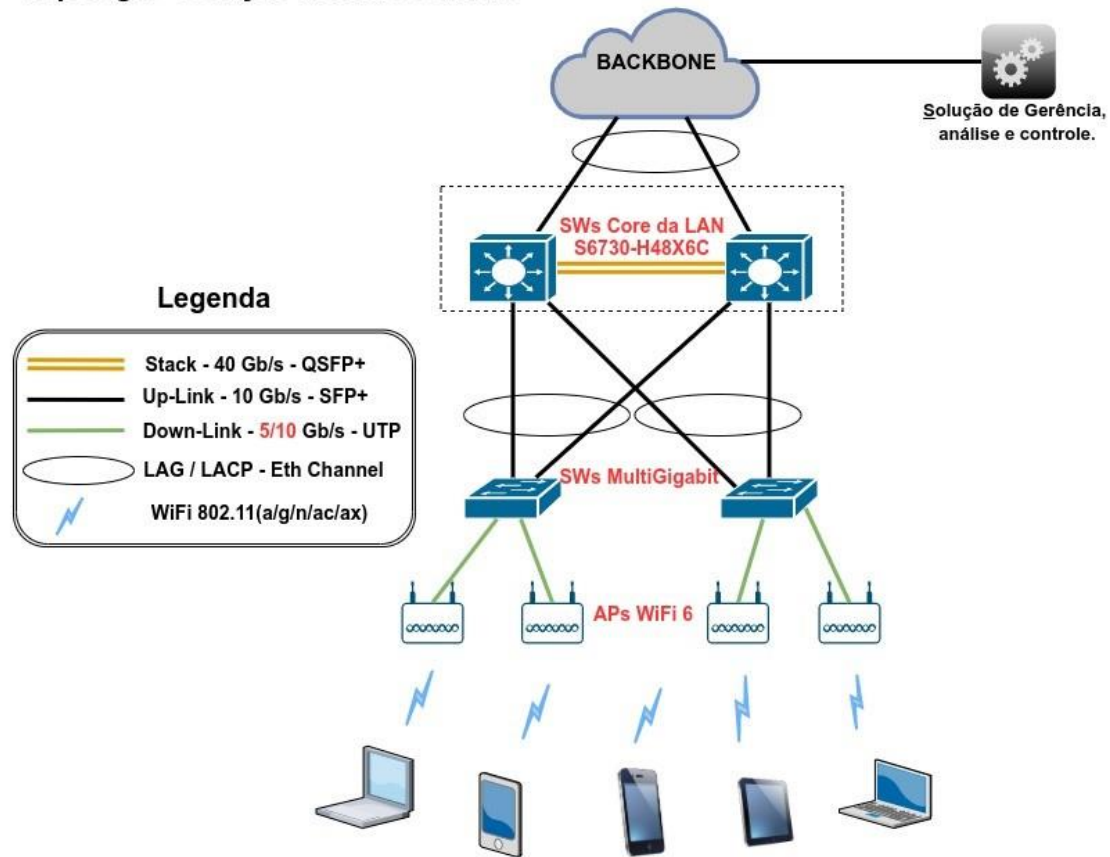 BACKBONE
Solução de Gerência,
análise e controle.
SWs Core da LAN
S6730-H48X6C
Legenda
Stack - 40 Gb/s - QSFP+
Up-Link - 10 Gb/s - SFP+
Down-Link - 5/10 Gb/s - UTP
LAG / LACP - Eth Channel
WiFi 802.11(a/g/n/ac/ax)
SWs MultiGigabit
APs WiFi 6